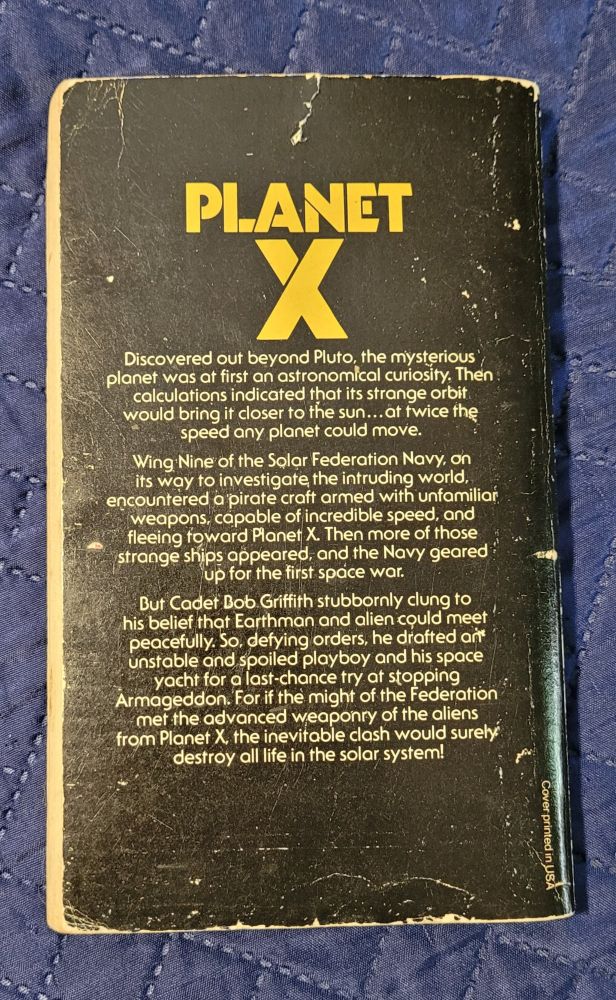 PLANET
X
Discovered out beyond Pluto, the mysterious
planet was at first an astronomical curiosity. Then
calculations indicated that its strange orbit
would bring it closer to the sun...at twice the
speed any planet could move.
Wing Nine of the Solar Federation Navy, on
its way to investigate the intruding world,
encountered a pirate craft armed with unfamiliar
weapons, capable of incredible speed, and
fleeing toward Planet X. Then more of those
strange ships appeared, and the Navy geared
up for the first space war.
But Cadet Bob Griffith stubbornly clung to
his belief that Earthman and alien could meet
peacefully. So, defying orders, he drafted an
unstable and spoiled playboy and his space
yacht for a last-chance try at stopping
Armageddon. For if the might of the Federation
met the advanced weaponry of the aliens
from Planet X, the inevitable clash would surely
destroy all life in the solar system!
Cover printed in USA